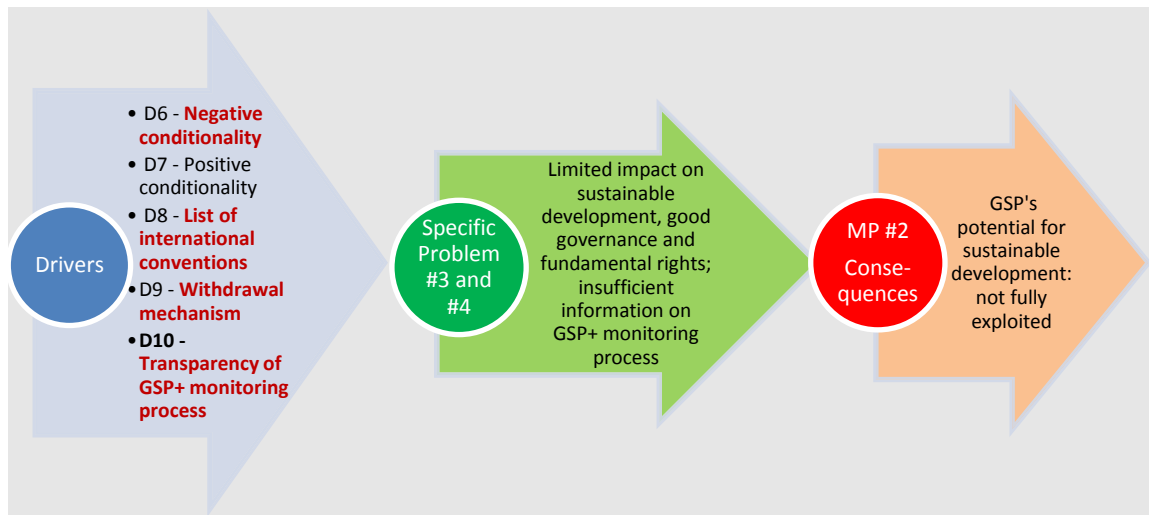 Drivers
• D6 - Negative
conditionality
• D7 - Positive
conditionality
• D8 - List of
international
conventions
• D9 - Withdrawal
mechanism
• D10 -
Transparency of
GSP+ monitoring
process
Specific
Problem
#3 and
#4
Limited impact on
sustainable
development, good
governance and
fundamental rights;
insufficient
information on
GSP+ monitoring
process
MP #2
Conse-
quences
GSP's
potential for
sustainable
development:
not fully
exploited